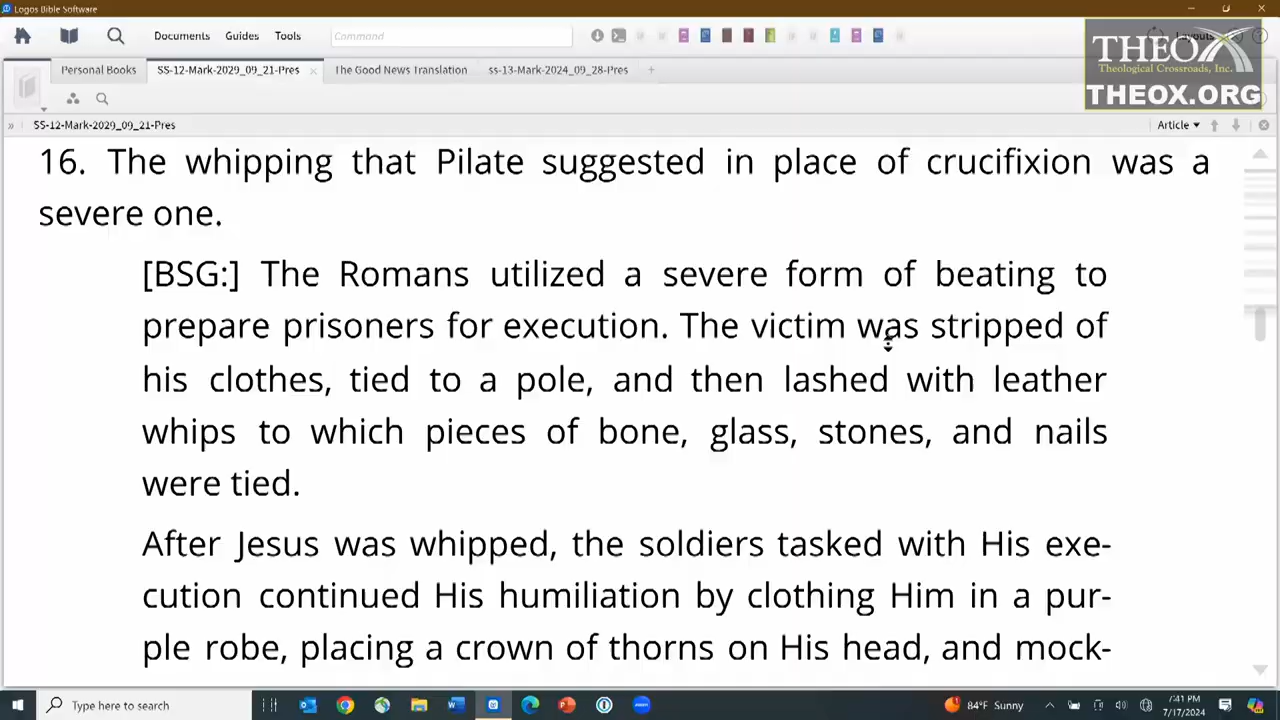 Logos Bible Software
Documents Guides Tools Command
Personal Books SS-12-Mark-2029_09_21-Pres The Good News ss-1-Mark-2024_09_28-Pres
THEOX
Theological Crossroads, Inc.
THEOX.ORG
SS-12-Mark-2029_09_21-Pres Article
16. The whipping that Pilate suggested in place of crucifixion was a
severe one.
[BSG:] The Romans utilized a severe form of beating to
prepare prisoners for execution. The victim was stripped of
his clothes, tied to a pole, and then lashed with leather
whips to which pieces of bone, glass, stones, and nails
were tied.
After Jesus was whipped, the soldiers tasked with His exe-
cution continued His humiliation by clothing Him in a pur-
ple robe, placing a crown of thorns on His head, and mock-
Type here to search 84°F Sunny 7:41 PM
7/17/2024